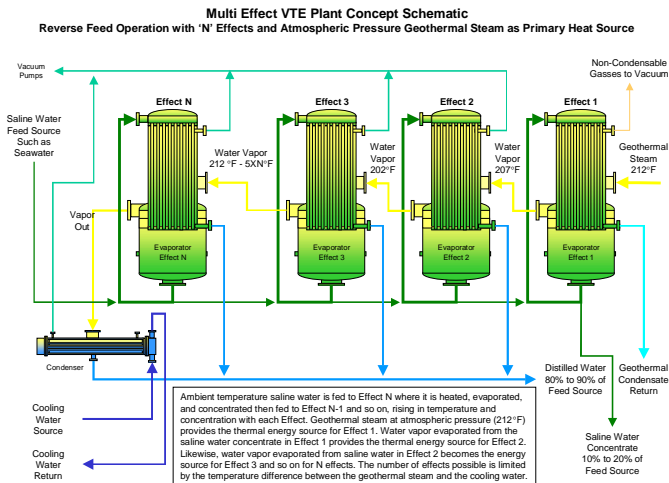 Multi Effect VTE Plant Concept Schematic
Reverse Feed Operation with ‘N’ Effects and Atmospheric Pressure Geothermal Steam as Primary Heat Source
Vacuum
Pumps
Non-Condensable
Gasses to Vacuum
Saline Water
Feed Source
Such as
Seawater
Effect N
Effect 3
Effect 2
Effect 1
Water Vapor
212 °F - 5XN°F
Water
Vapor
202°F
Water
Vapor
207°F
Geothermal
Steam
212°F
Vapor
Out
Evaporator
Effect N
Evaporator
Effect 3
Evaporator
Effect 2
Evaporator
Effect 1
Condenser
Distilled Water
80% to 90% of
Feed Source
Geothermal
Condensate
Return
Cooling
Water
Source
Cooling
Water
Return
Ambient temperature saline water is fed to Effect N where it is heated, evaporated,
and concentrated then fed to Effect N-1 and so on, rising in temperature and
concentration with each Effect. Geothermal steam at atmospheric pressure (212°F)
provides the thermal energy source for Effect 1. Water vapor evaporated from the
saline water concentrate in Effect 1 provides the thermal energy source for Effect 2.
Likewise, water vapor evaporated from saline water in Effect 2 becomes the energy
source for Effect 3 and so on for N effects. The number of effects possible is limited
by the temperature difference between the geothermal steam and the cooling water.
Saline Water
Concentrate
10% to 20% of
Feed Source